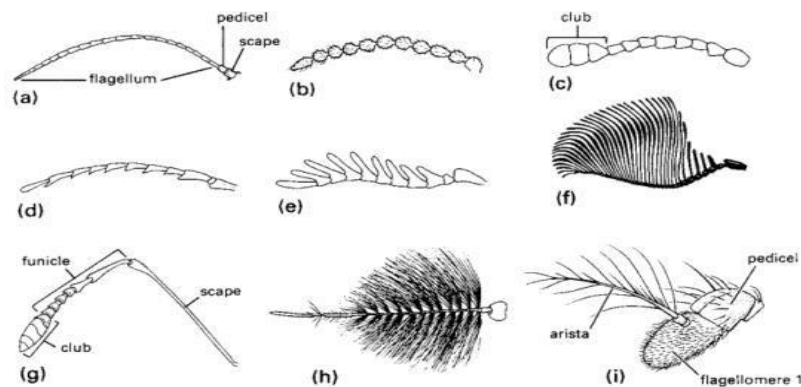 pedicel
scape
flagellum
(a)
(b)
club
(c)
(d)
(e)
(f)
funicle
scape
club
(g)
(h)
pedicel
arista
(i)
flagellomere 1